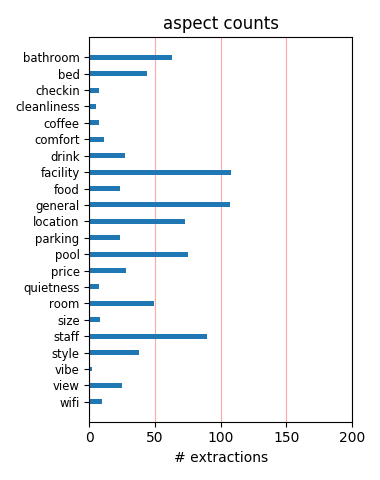 aspect counts
bathroom
bed
checkin
cleanliness
coffee
comfort
drink
facility
food
general
location
parking
pool
price
quietness
room
size
staff
style
vibe
view
wifi
0 50 100 150 200
# extractions